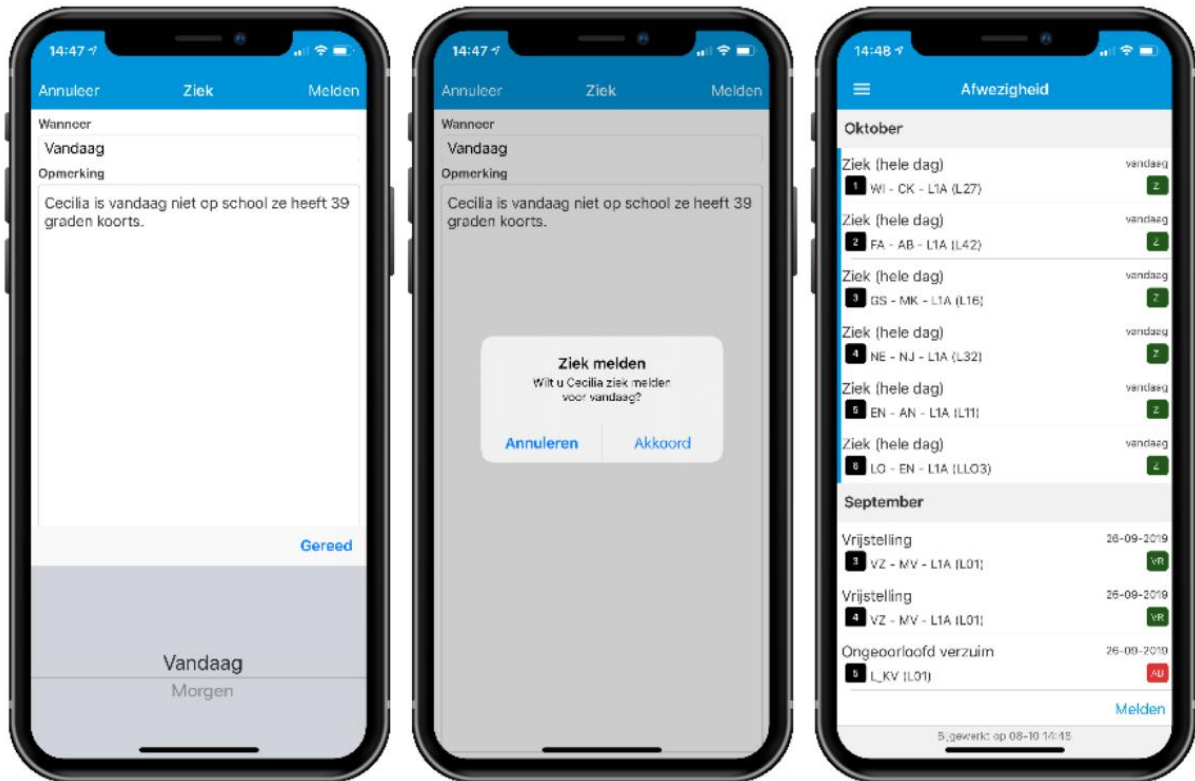 14:47
Annuleer Ziek Melden
Wanneer
Vandaag
Opmerking
Cecilia is vandaag niet op school ze heeft 39
graden koorts.
Gereed
Vandaag
Morgen
14:47
Annuleer Ziek Melden
Wanneer
Vandaag
Opmerking
Cecilia is vandaag niet op school ze heeft 39
graden koorts.
Ziek melden
Wilt u Cecilia ziek melden
voor vandaag?
Annuleren Akkoord
14:48
Afwezigheid
Oktober
Ziek (hele dag) vandaag
1 WI - CK - L1A (L27) Z
Ziek (hele dag) vandaag
2 FA - AB - L1A (L42) Z
Ziek (hele dag) vandaag
3 GS - MK - L1A (L16) Z
Ziek (hele dag) vandaag
4 NE - NJ - L1A (L32) Z
Ziek (hele dag) vandaag
5 EN - AN - L1A (L11) Z
Ziek (hele dag) vandaag
6 LO - EN - L1A (LLO3) Z
September
Vrijstelling 26-09-2019
3 VZ - MV - L1A (L01) VR
Vrijstelling 26-09-2019
4 VZ - MV - L1A (L01) VR
Ongeoorloofd verzuim 26-09-2019
5 L_KV (L01) AB
Melden
Bijgewerkt op 08-10 14:48